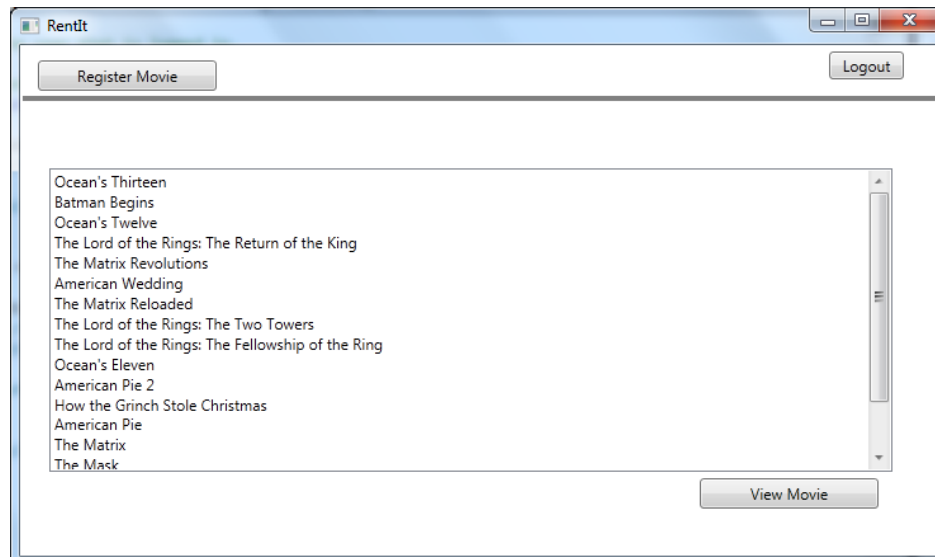 RentIt
Register Movie
Logout
Ocean's Thirteen
Batman Begins
Ocean's Twelve
The Lord of the Rings: The Return of the King
The Matrix Revolutions
American Wedding
The Matrix Reloaded
The Lord of the Rings: The Two Towers
The Lord of the Rings: The Fellowship of the Ring
Ocean's Eleven
American Pie 2
How the Grinch Stole Christmas
American Pie
The Matrix
The Mask
View Movie